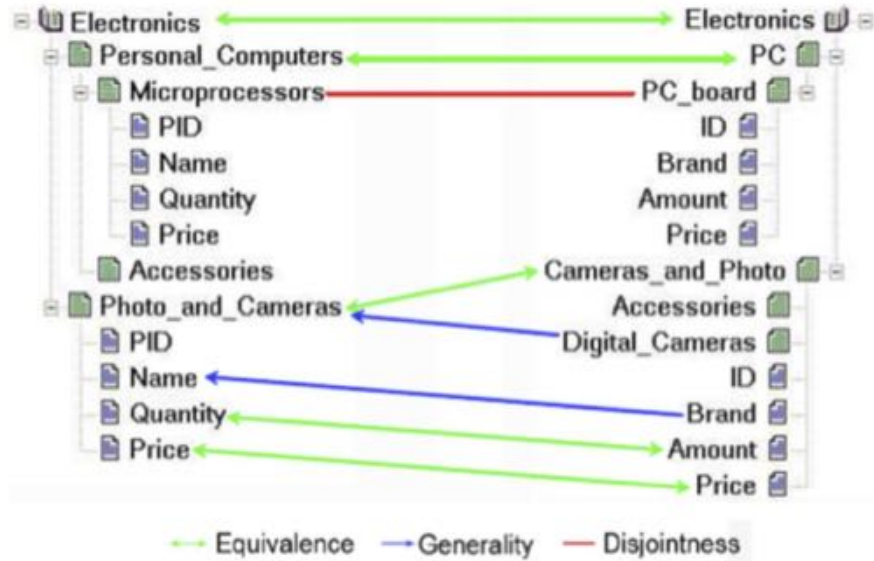 Electronics Electronics
Personal_Computers PC
Microprocessors PC_board
PID ID
Name Brand
Quantity Amount
Price Price
Accessories Cameras_and_Photo
Photo_and_Cameras Accessories
PID Digital_Cameras
Name ID
Quantity Brand
Price Amount
Price
Equivalence Generality Disjointness